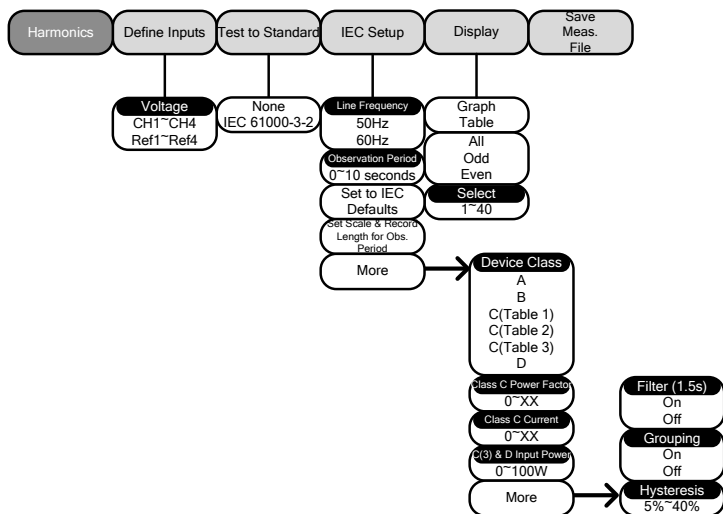 Harmonics
Define Inputs
Test to Standard
IEC Setup
Display
Save
Meas.
File
Voltage
CH1~CH4
Ref1~Ref4
None
IEC 61000-3-2
Line Frequency
50Hz
60Hz
Observation Period
0~10 seconds
Set to IEC
Defaults
Set Scale & Record
Length for Obs.
Period
More
Graph
Table
All
Odd
Even
Select
1~40
Device Class
A
B
C(Table 1)
C(Table 2)
C(Table 3)
D
Class C Power Factor
0~XX
Class C Current
0~XX
C(3) & D Input Power
0~100W
More
Filter (1.5s)
On
Off
Grouping
On
Off
Hysteresis
5%~40%